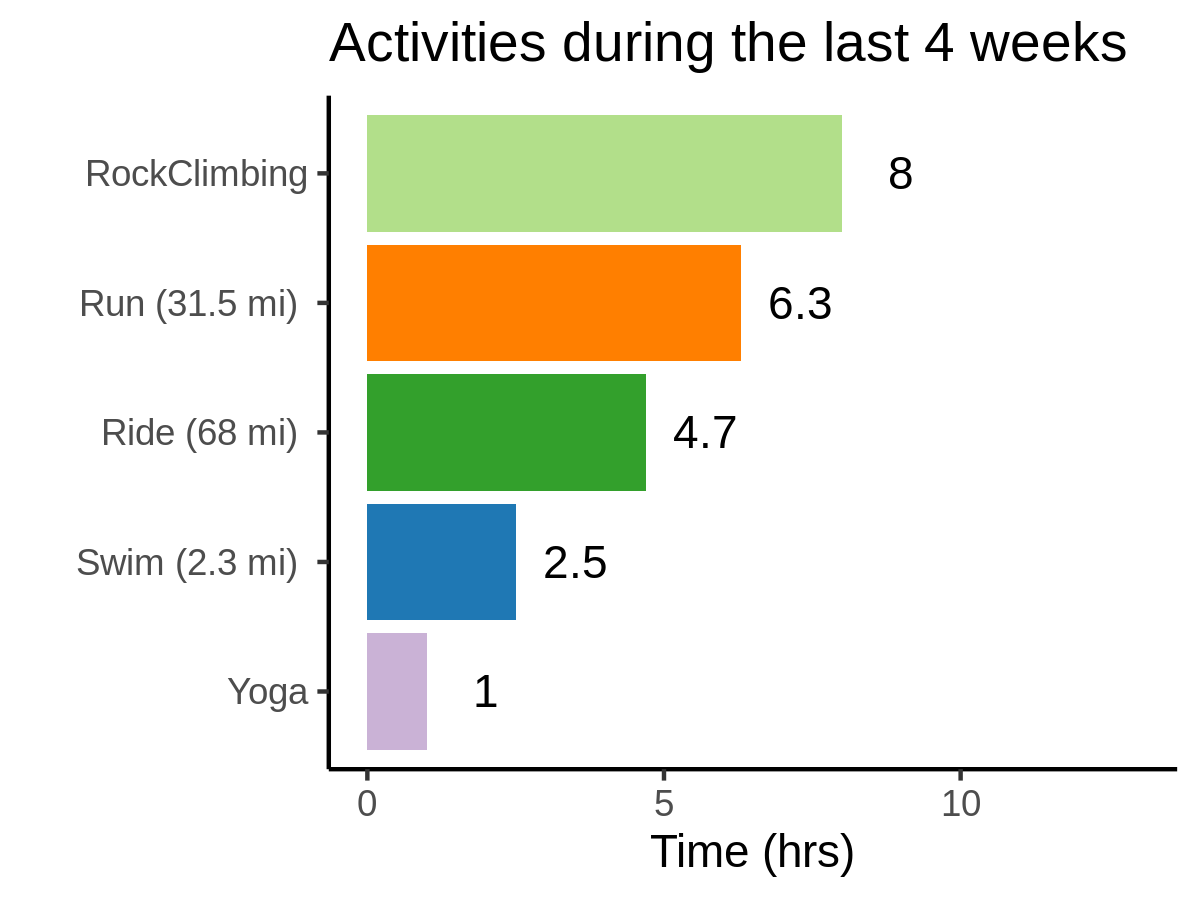 Activities during the last 4 weeks
RockClimbing
8
Run (31.5 mi)
6.3
Ride (68 mi)
4.7
Swim (2.3 mi)
2.5
Yoga
1
0 5 10
Time (hrs)